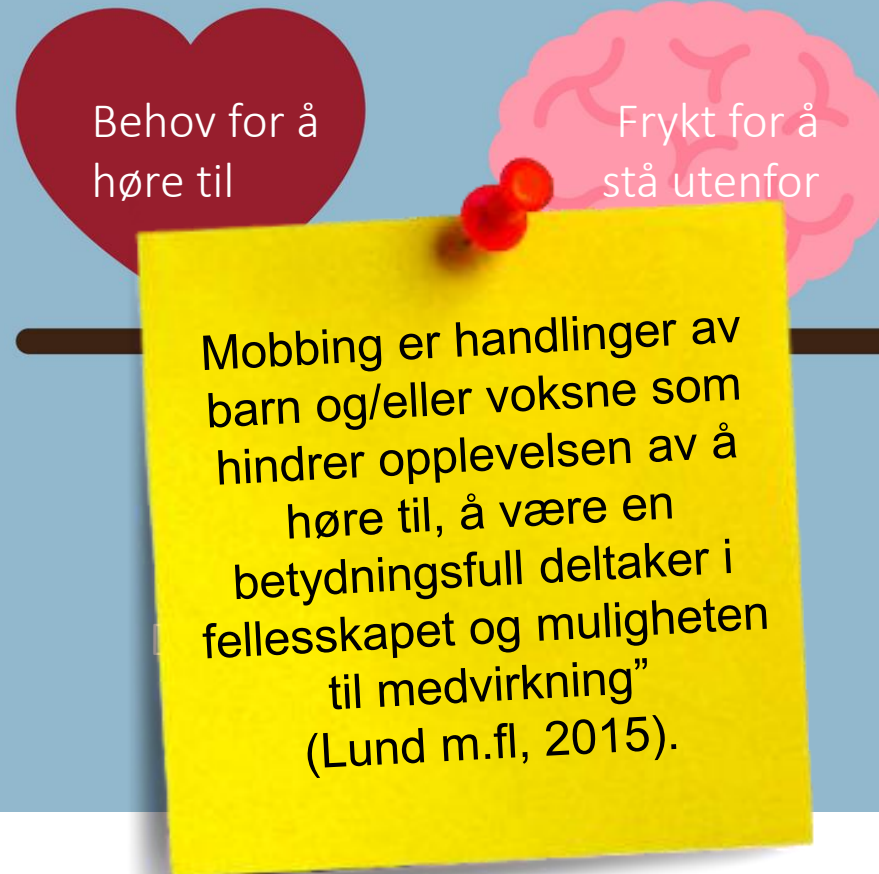 Behov for å
høre til
Frykt for å
stå utenfor
Mobbing er handlinger av
barn og/eller voksne som
hindrer opplevelsen av å
høre til, å være en
betydningsfull deltaker i
fellesskapet og muligheten
til medvirkning”
(Lund m.fl, 2015).